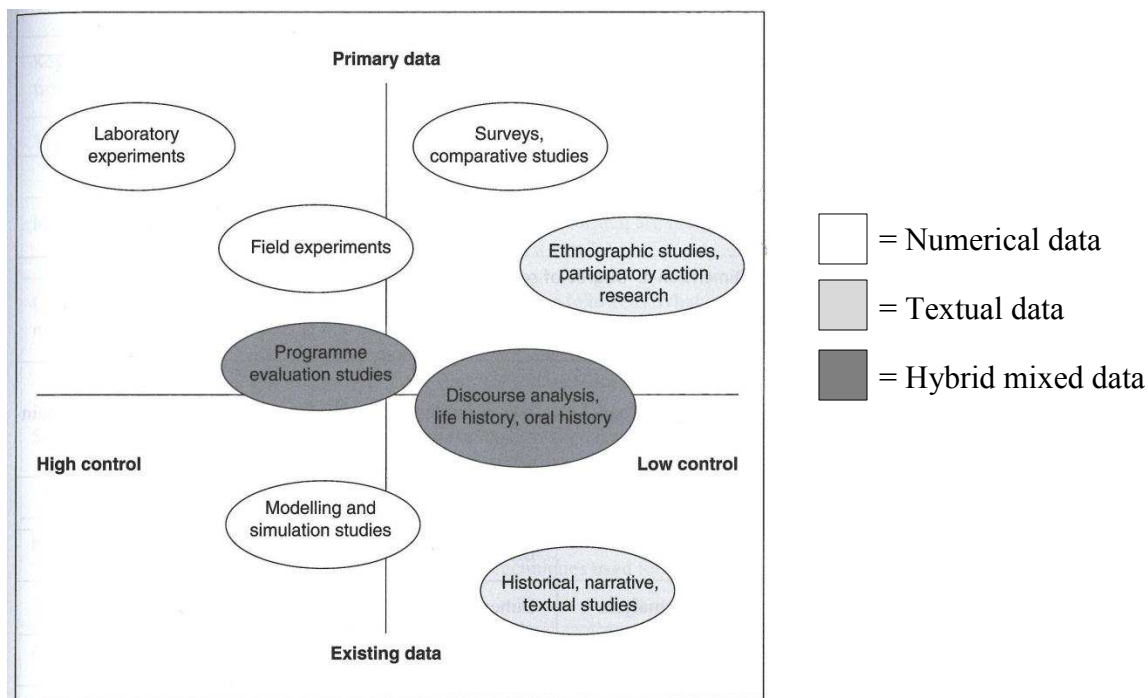 Primary data
Laboratory
experiments
Surveys,
comparative studies
Field experiments
Ethnographic studies,
participatory action
research
= Numerical data
= Textual data
= Hybrid mixed data
Programme
evaluation studies
Discourse analysis,
life history, oral history
High control
Low control
Modelling and
simulation studies
Historical, narrative,
textual studies
Existing data